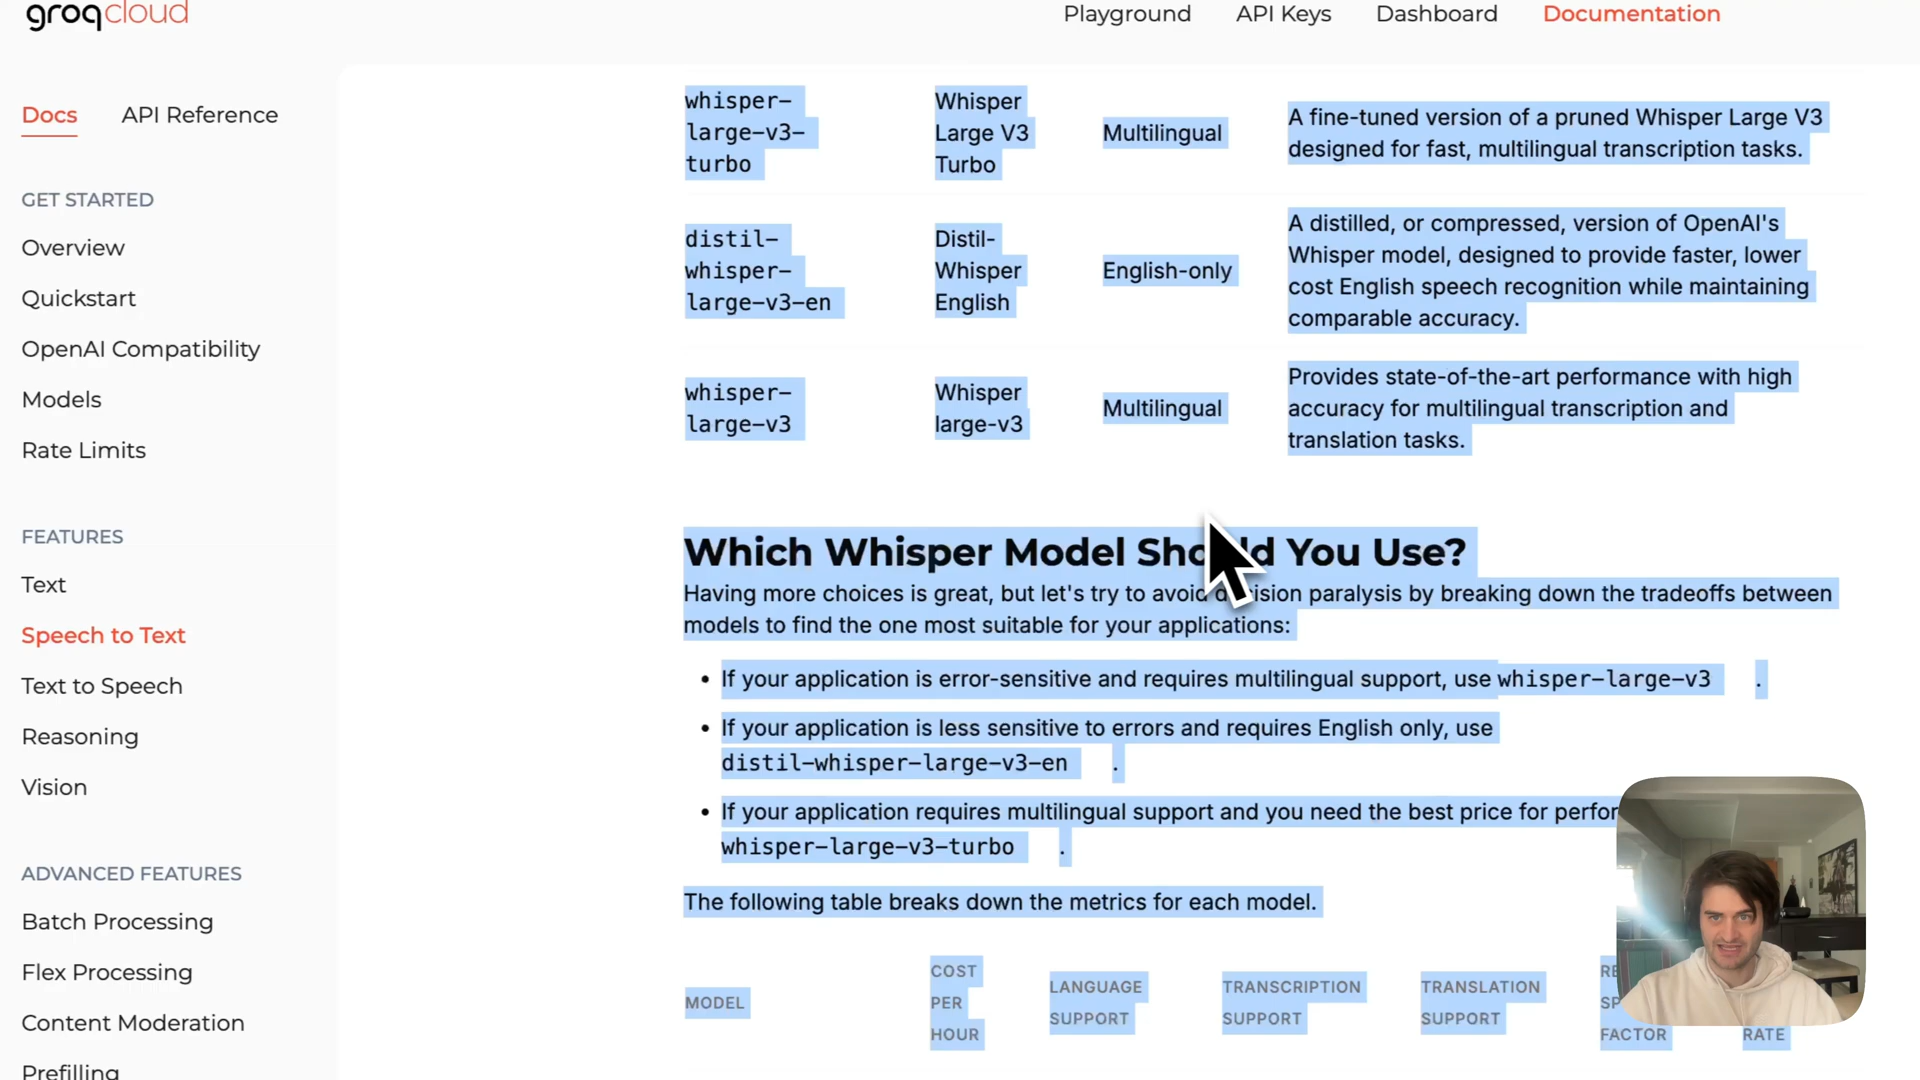 groqcloud
Playground
API Keys
Dashboard
Documentation
Docs
API Reference
GET STARTED
Overview
Quickstart
OpenAI Compatibility
Models
Rate Limits
FEATURES
Text
Speech to Text
Text to Speech
Reasoning
Vision
ADVANCED FEATURES
Batch Processing
Flex Processing
Content Moderation
Prefilling
whisper-
large-v3-
turbo
Whisper
Large V3
Turbo
Multilingual
A fine-tuned version of a pruned Whisper Large V3
designed for fast, multilingual transcription tasks.
distil-
whisper-
large-v3-en
Distil-
Whisper
English
English-only
A distilled, or compressed, version of OpenAI's
Whisper model, designed to provide faster, lower
cost English speech recognition while maintaining
comparable accuracy.
whisper-
large-v3
Whisper
large-v3
Multilingual
Provides state-of-the-art performance with high
accuracy for multilingual transcription and
translation tasks.
Which Whisper Model Should You Use?
Having more choices is great, but let's try to avoid decision paralysis by breaking down the tradeoffs between
models to find the one most suitable for your applications:
• If your application is error-sensitive and requires multilingual support, use whisper-large-v3 .
• If your application is less sensitive to errors and requires English only, use
distil-whisper-large-v3-en .
• If your application requires multilingual support and you need the best price for
whisper-large-v3-turbo .
The following table breaks down the metrics for each model.
MODEL
COST
PER
HOUR
LANGUAGE
SUPPORT
TRANSCRIPTION
SUPPORT
TRANSLATION
SUPPORT
FACTOR
RATE